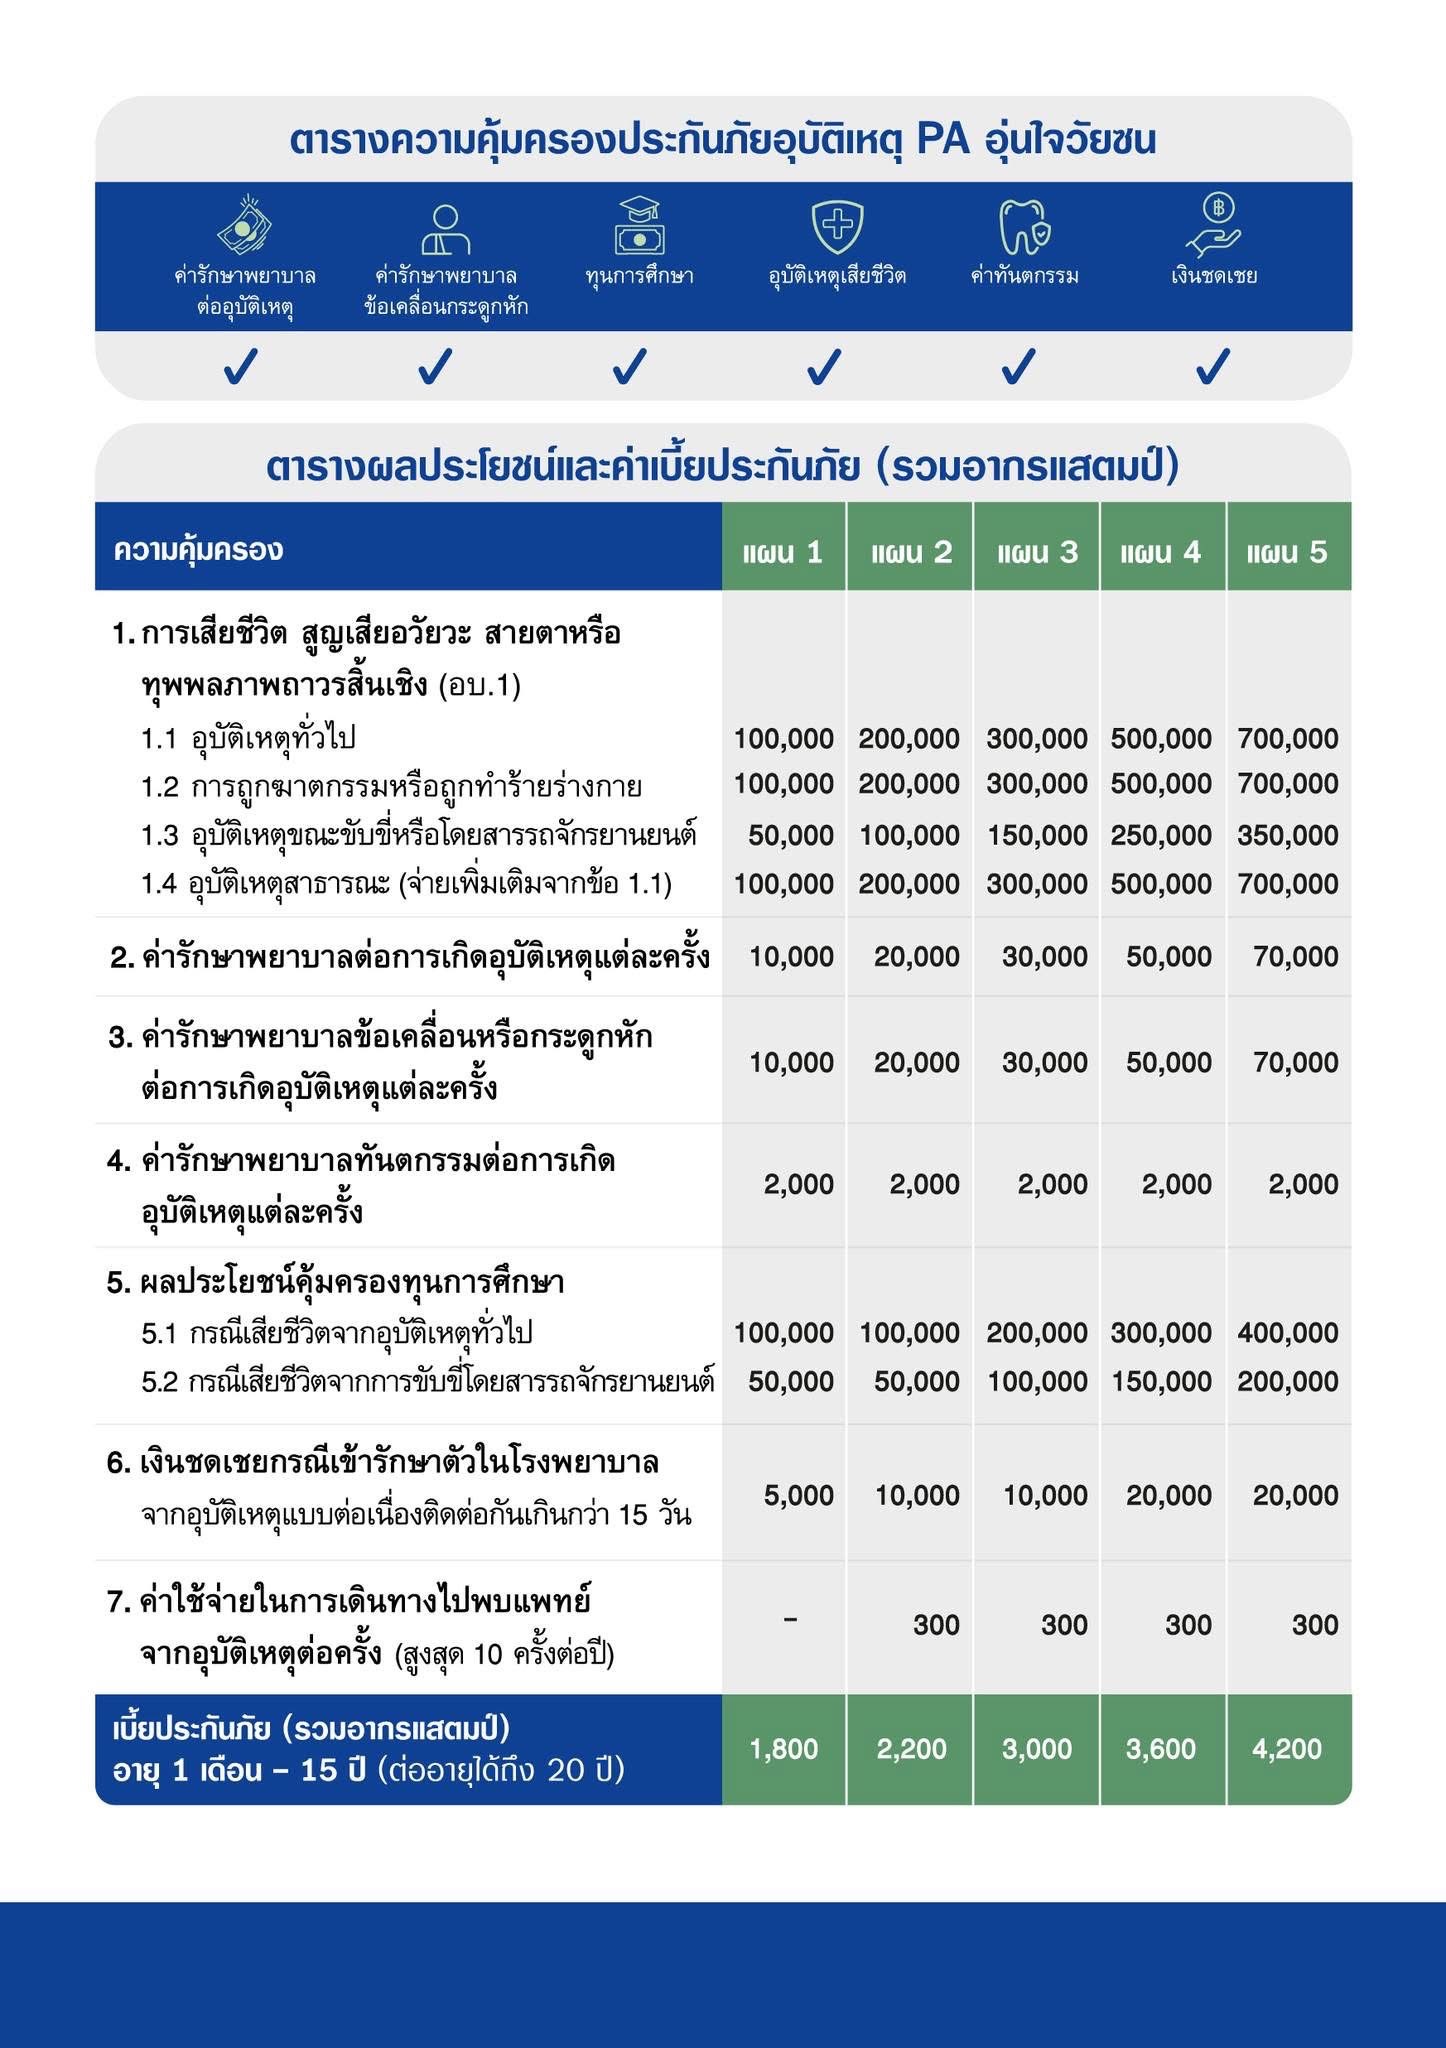 ตารางความคุ้มครองประกันภัยอุบัติเหตุ PA อุ่นใจวัยซน
ค่ารักษาพยาบาล
ต่ออุบัติเหตุ
ค่ารักษาพยาบาล
ข้อเคลื่อนกระดูกหัก
ทุนการศึกษา
อุบัติเหตุเสียชีวิต
ค่าทันตกรรม
เงินชดเชย
ตารางผลประโยชน์และค่าเบี้ยประกันภัย (รวมอากรแสตมป์)
ความคุ้มครอง แผน 1 แผน 2 แผน 3 แผน 4 แผน 5
1. การเสียชีวิต สูญเสียอวัยวะ สายตาหรือ
ทุพพลภาพถาวรสิ้นเชิง (อบ.1)
1.1 อุบัติเหตุทั่วไป 100,000 200,000 300,000 500,000 700,000
1.2 การถูกฆาตกรรมหรือถูกทำร้ายร่างกาย 100,000 200,000 300,000 500,000 700,000
1.3 อุบัติเหตุขณะขับขี่หรือโดยสารรถจักรยานยนต์ 50,000 100,000 150,000 250,000 350,000
1.4 อุบัติเหตุสาธารณะ (จ่ายเพิ่มเติมจากข้อ 1.1) 100,000 200,000 300,000 500,000 700,000
2. ค่ารักษาพยาบาลต่อการเกิดอุบัติเหตุแต่ละครั้ง 10,000 20,000 30,000 50,000 70,000
3. ค่ารักษาพยาบาลข้อเคลื่อนหรือกระดูกหัก
ต่อการเกิดอุบัติเหตุแต่ละครั้ง 10,000 20,000 30,000 50,000 70,000
4. ค่ารักษาพยาบาลทันตกรรมต่อการเกิด
อุบัติเหตุแต่ละครั้ง 2,000 2,000 2,000 2,000 2,000
5. ผลประโยชน์คุ้มครองทุนการศึกษา
5.1 กรณีเสียชีวิตจากอุบัติเหตุทั่วไป 100,000 100,000 200,000 300,000 400,000
5.2 กรณีเสียชีวิตจากการขับขี่โดยสารรถจักรยานยนต์ 50,000 50,000 100,000 150,000 200,000
6. เงินชดเชยกรณีเข้ารักษาตัวในโรงพยาบาล
จากอุบัติเหตุแบบต่อเนื่องติดต่อกันเกินกว่า 15 วัน 5,000 10,000 10,000 20,000 20,000
7. ค่าใช้จ่ายในการเดินทางไปพบแพทย์
จากอุบัติเหตุต่อครั้ง (สูงสุด 10 ครั้งต่อปี) - 300 300 300 300
เบี้ยประกันภัย (รวมอากรแสตมป์)
อายุ 1 เดือน – 15 ปี (ต่ออายุได้ถึง 20 ปี) 1,800 2,200 3,000 3,600 4,200